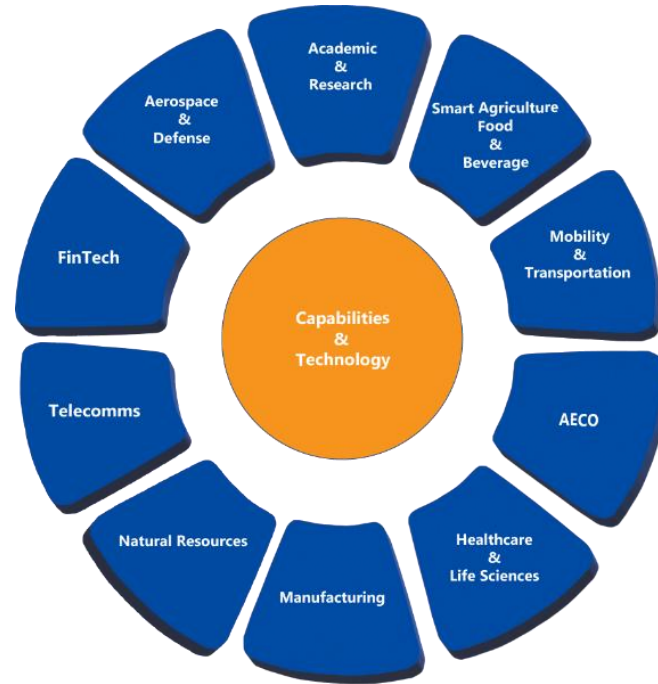 Academic
&
Research
Smart Agriculture
Food
&
Beverage
Mobility
&
Transportation
AECO
Healthcare
&
Life Sciences
Manufacturing
Natural Resources
Telecomms
FinTech
Aerospace
&
Defense
Capabilities
&
Technology